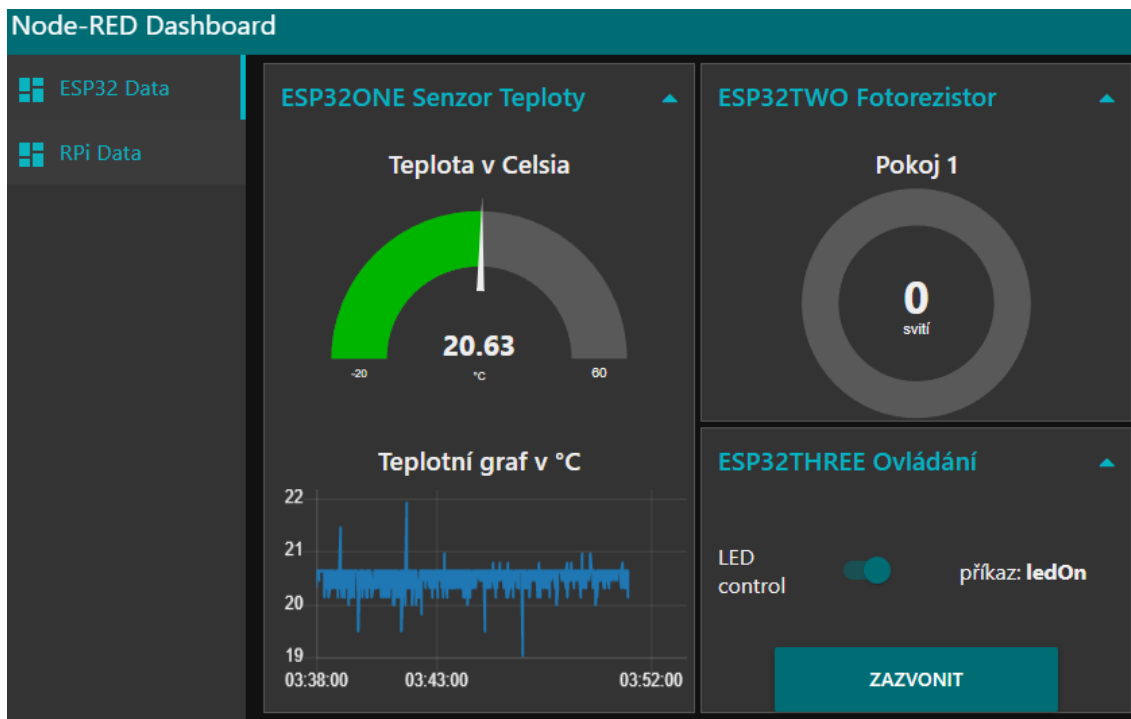 Node-RED Dashboard
ESP32 Data
RPi Data
ESP32ONE Senzor Teploty
Teplota v Celsia
20.63
-20
°C
60
Teplotní graf v °C
22
21
20
19
03:38:00
03:43:00
03:52:00
ESP32TWO Fotorezistor
Pokoj 1
0
svití
ESP32THREE Ovládání
LED
control
příkaz: ledOn
ZAZVONIT